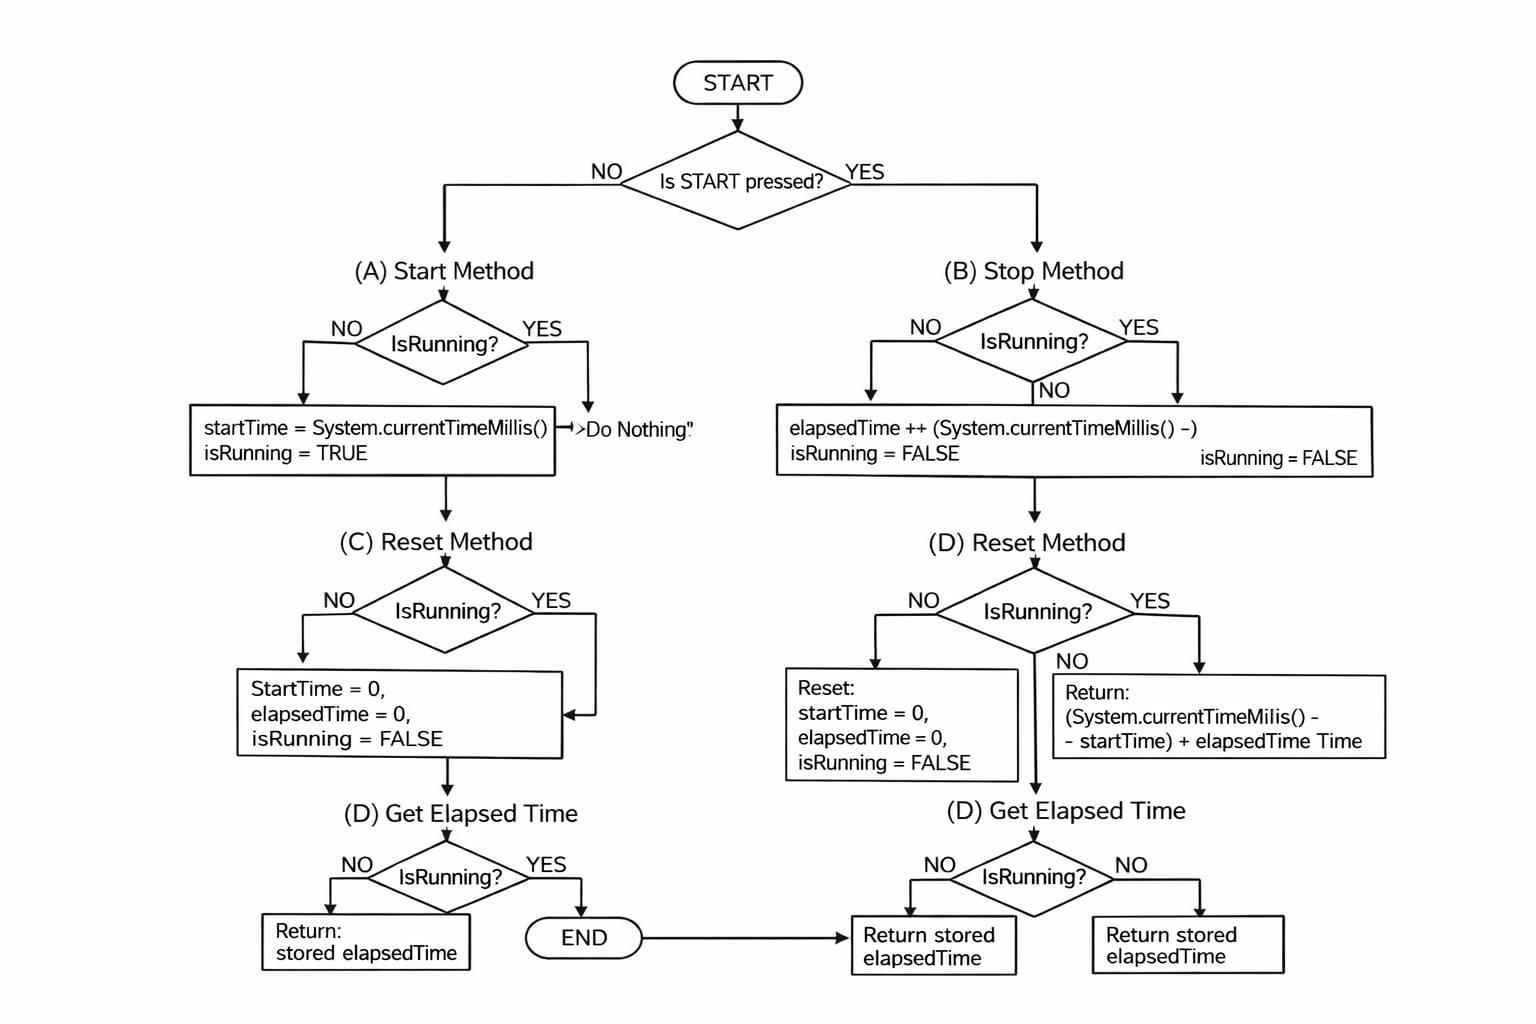 START
Is START pressed?
NO
YES
(A) Start Method
(B) Stop Method
NO
IsRunning?
YES
NO
IsRunning?
YES
NO
startTime = System.currentTimeMillis()
isRunning = TRUE
Do Nothing"
elapsedTime ++ (System.currentTimeMillis() –)
isRunning = FALSE
isRunning = FALSE
(C) Reset Method
(D) Reset Method
NO
IsRunning?
YES
NO
IsRunning?
YES
NO
StartTime = 0,
elapsedTime = 0,
isRunning = FALSE
Reset:
startTime = 0,
elapsedTime = 0,
isRunning = FALSE
Return:
(System.currentTimeMilis() -
- startTime) + elapsedTime Time
(D) Get Elapsed Time
(D) Get Elapsed Time
NO
IsRunning?
YES
NO
IsRunning?
NO
Return:
stored elapsedTime
END
Return stored
elapsedTime
Return stored
elapsedTime